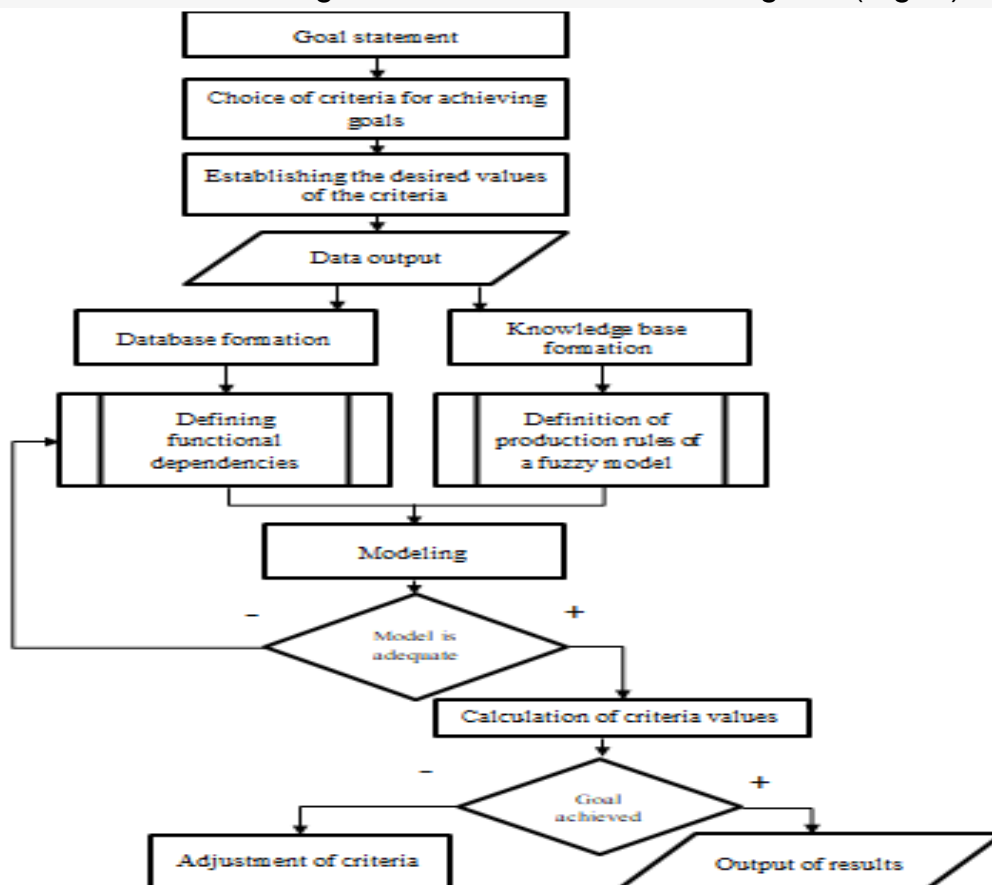 Goal statement
Choice of criteria for achieving
goals
Establishing the desired values
of the criteria
Data output
Database formation
Knowledge base
formation
Defining
functional
dependencies
Definition of
production rules of
a fuzzy model
Modeling
-
+
Model is
adequate
Calculation of criteria values
-
+
Goal
achieved
Adjustment of criteria
Output of results